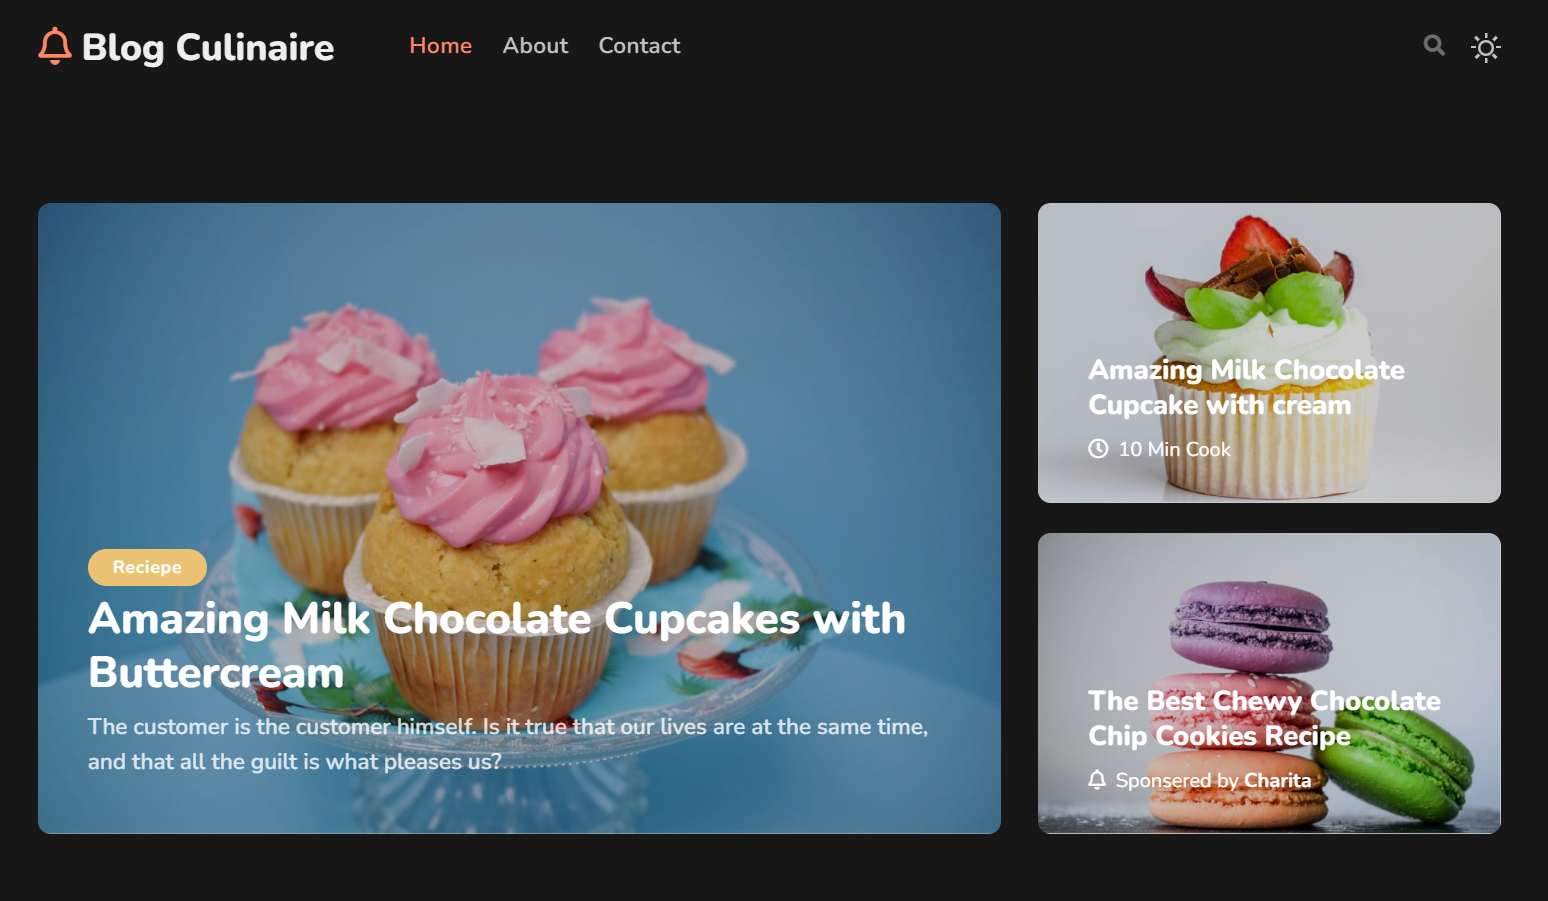 Blog Culinaire
Home About Contact
Reciepe
Amazing Milk Chocolate Cupcakes with
Buttercream
The customer is the customer himself. Is it true that our lives are at the same time,
and that all the guilt is what pleases us?
Amazing Milk Chocolate
Cupcake with cream
10 Min Cook
The Best Chewy Chocolate
Chip Cookies Recipe
Sponsered by Charita